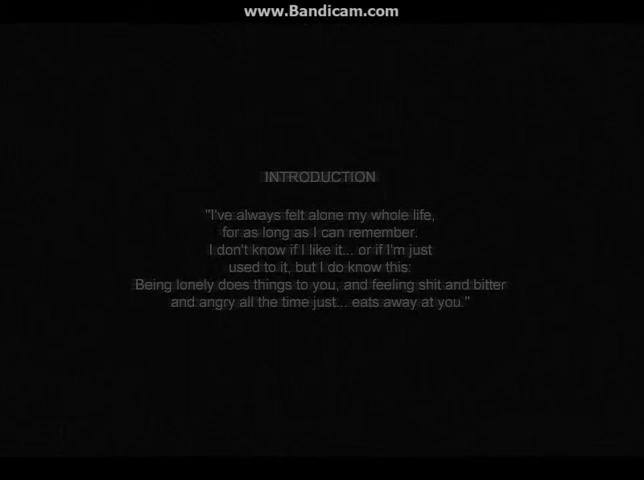 www.Bandicam.com
INTRODUCTION
"I've always felt alone my whole life,
for as long as I can remember.
I don't know if I like it... or if I'm just
used to it, but I do know this:
Being lonely does things to you, and feeling shit and bitter
and angry all the time just... eats away at you."